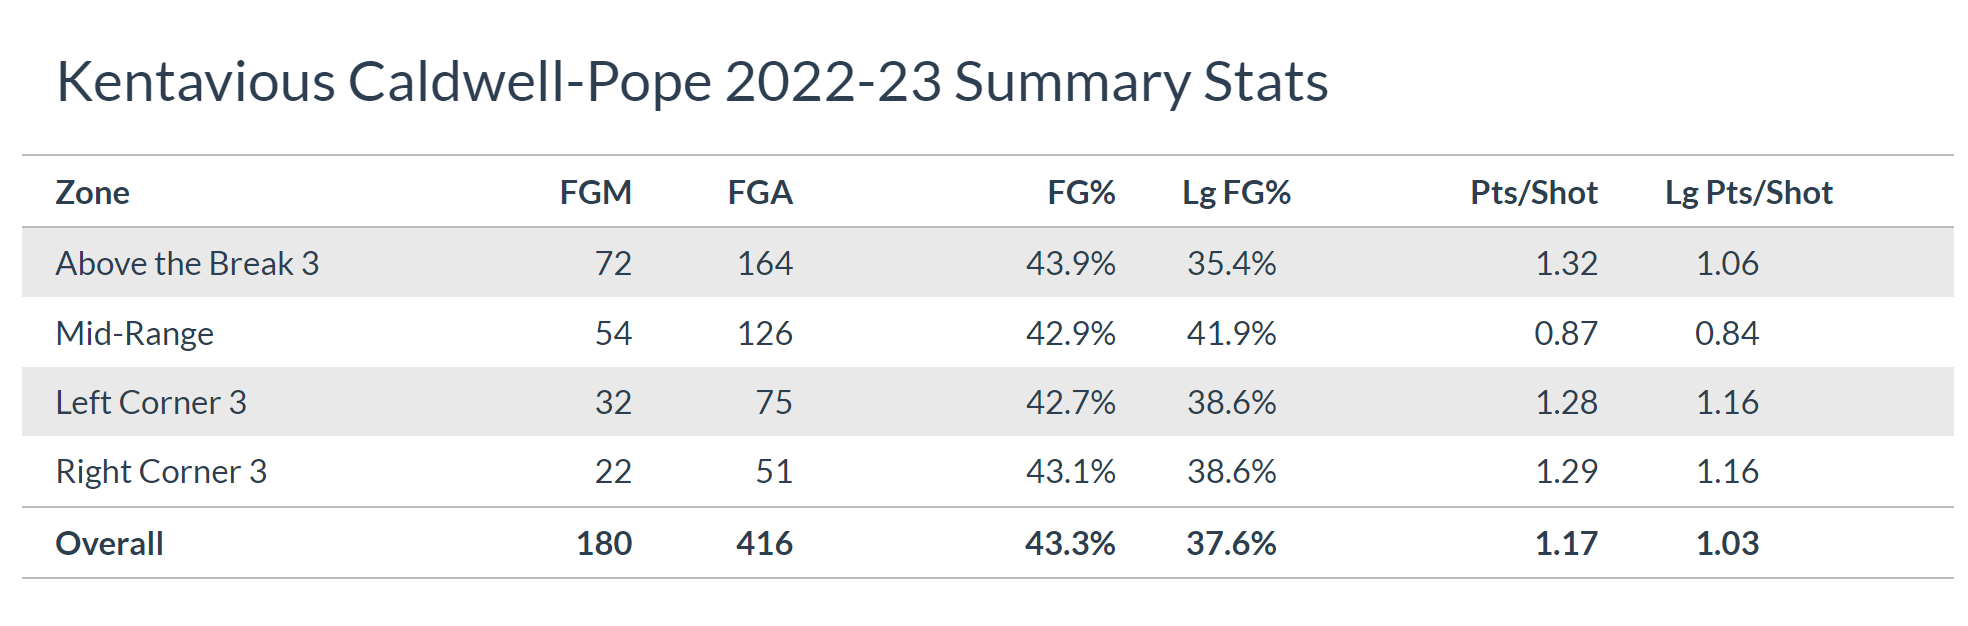 Kentavious Caldwell-Pope 2022-23 Summary Stats
Zone FGM FGA FG% Lg FG% Pts/Shot Lg Pts/Shot
Above the Break 3 72 164 43.9% 35.4% 1.32 1.06
Mid-Range 54 126 42.9% 41.9% 0.87 0.84
Left Corner 3 32 75 42.7% 38.6% 1.28 1.16
Right Corner 3 22 51 43.1% 38.6% 1.29 1.16
Overall 180 416 43.3% 37.6% 1.17 1.03